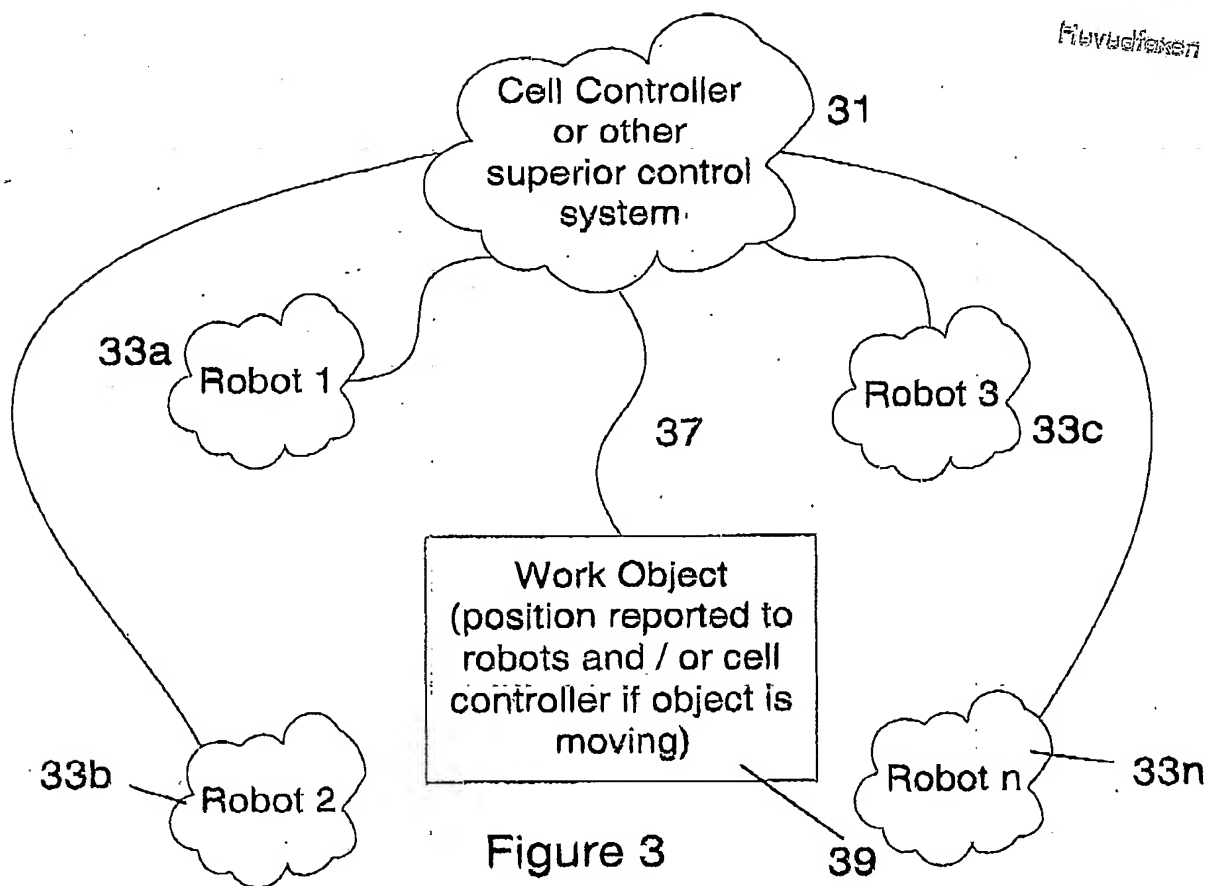 Cell Controller
or other
superior control
system
31
33a
Robot 1
Robot 3
33c
37
Work Object
(position reported to
robots and / or cell
controller if object is
moving)
33b
Robot 2
Robot n
33n
Figure 3
39